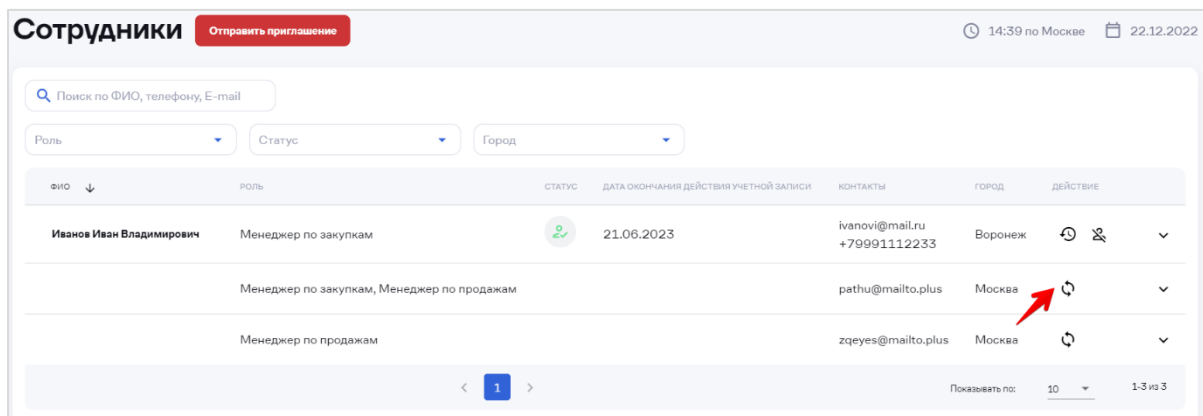 Сотрудники Отправить приглашение 14:39 по Москве 22.12.2022
Поиск по ФИО, телефону, E-mail
Роль Статус Город
ФИО РОЛЬ СТАТУС ДАТА ОКОНЧАНИЯ ДЕЙСТВИЯ УЧЕТНОЙ ЗАПИСИ КОНТАКТЫ ГОРОД ДЕЙСТВИЕ
Иванов Иван Владимирович Менеджер по закупкам 21.06.2023 ivanovi@mail.ru Воронеж
+79991112233
Менеджер по закупкам, Менеджер по продажам pathu@mailto.plus Москва
Менеджер по продажам zqeyes@mailto.plus Москва
1 Показывать по: 10 1-3 из 3